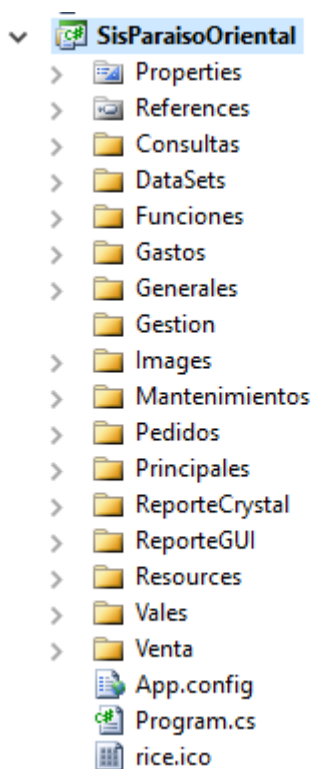 SisParaisoOriental
Properties
References
Consultas
DataSets
Funciones
Gastos
Generales
Gestion
Images
Mantenimientos
Pedidos
Principales
ReporteCrystal
ReporteGUI
Resources
Vales
Venta
App.config
Program.cs
rice.ico